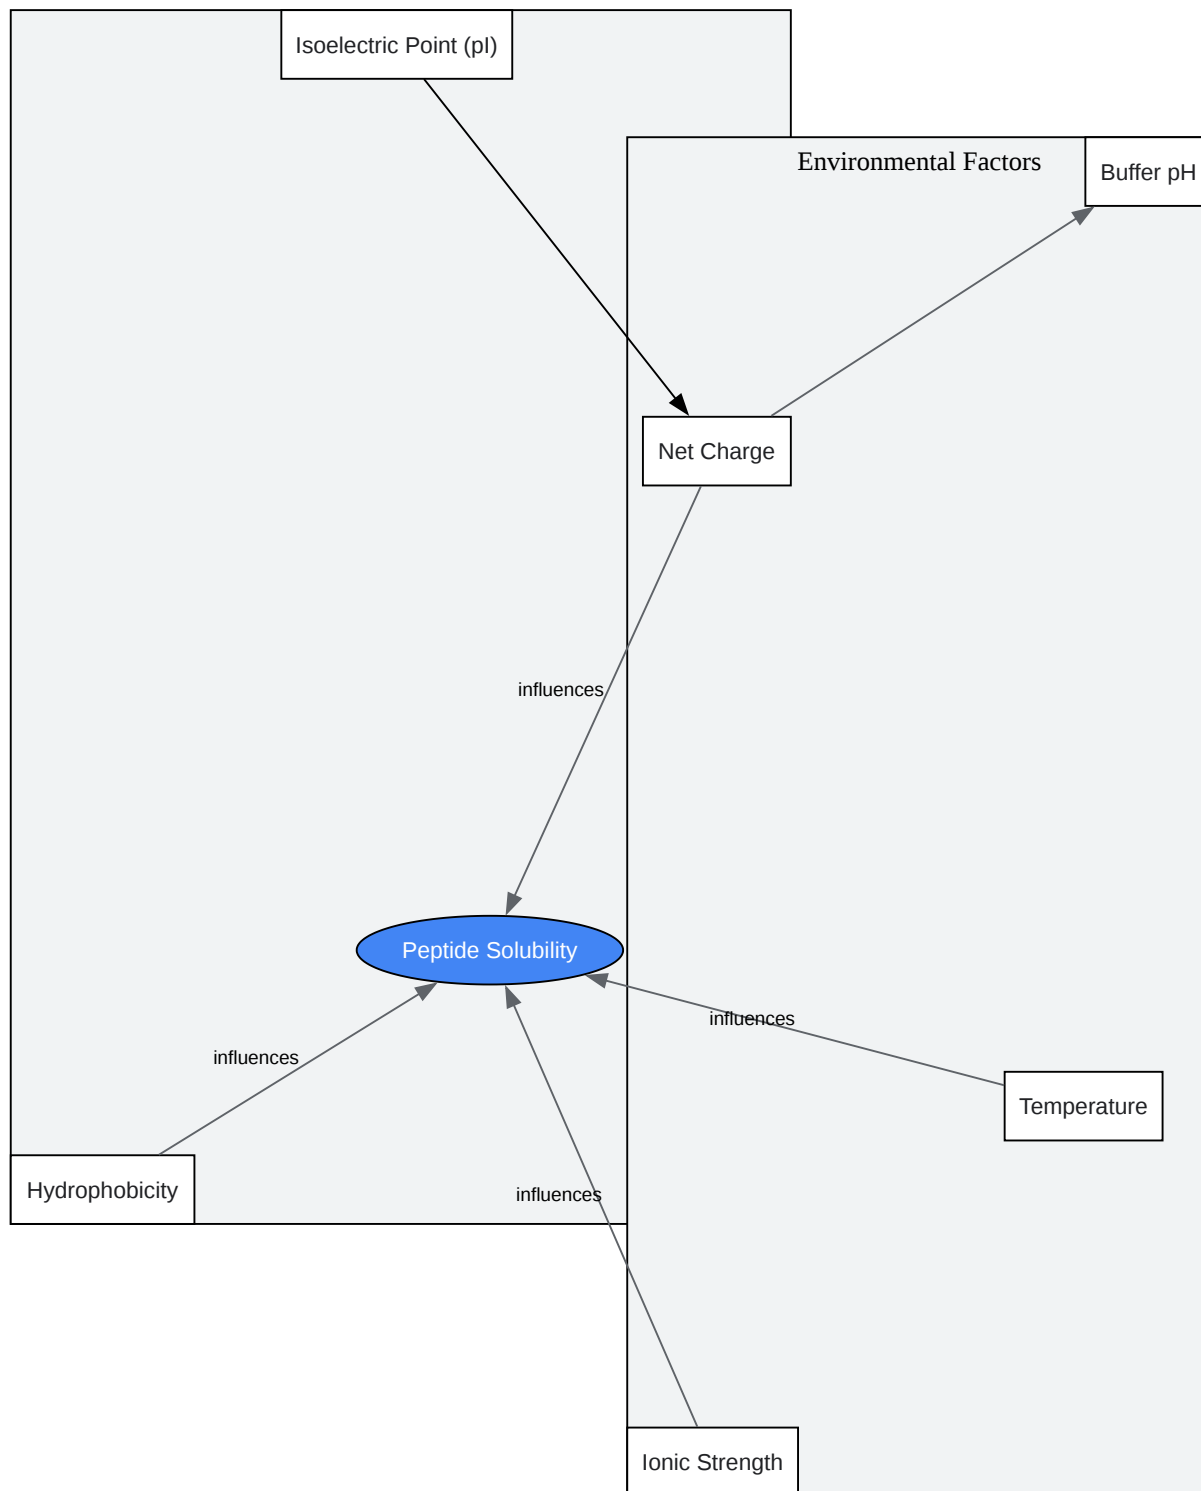 Isoelectric Point (pI)
Environmental Factors
Buffer pH
Net Charge
influences
Peptide Solubility
influences
influences
Temperature
Hydrophobicity
influences
Ionic Strength